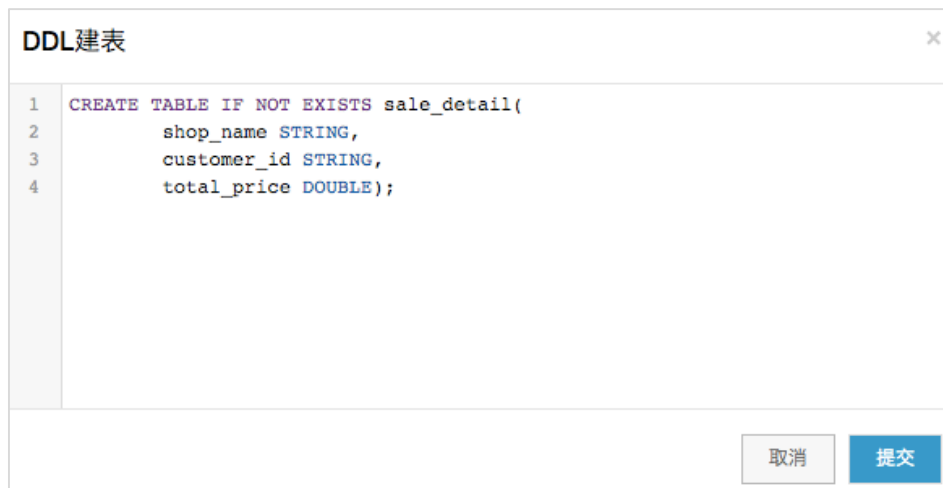 DDL建表 ×
1 CREATE TABLE IF NOT EXISTS sale_detail(
2 shop_name STRING,
3 customer_id STRING,
4 total_price DOUBLE);
取消 提交